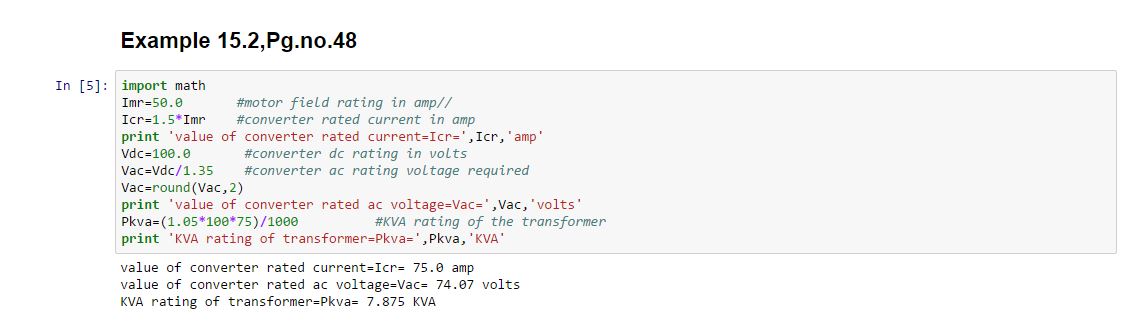 Example 15.2,Pg.no.48
In [5]: import math
Imr=50.0 #motor field rating in amp//
Icr=1.5*Imr #converter rated current in amp
print 'value of converter rated current=Icr=',Icr,'amp'
Vdc=100.0 #converter dc rating in volts
Vac=Vdc/1.35 #converter ac rating voltage required
Vac=round(Vac,2)
print 'value of converter rated ac voltage=Vac=',Vac,'volts'
Pkva=(1.05*100*75)/1000 #KVA rating of the transformer
print 'KVA rating of transformer=Pkva=',Pkva,'KVA'
value of converter rated current=Icr= 75.0 amp
value of converter rated ac voltage=Vac= 74.07 volts
KVA rating of transformer=Pkva= 7.875 KVA